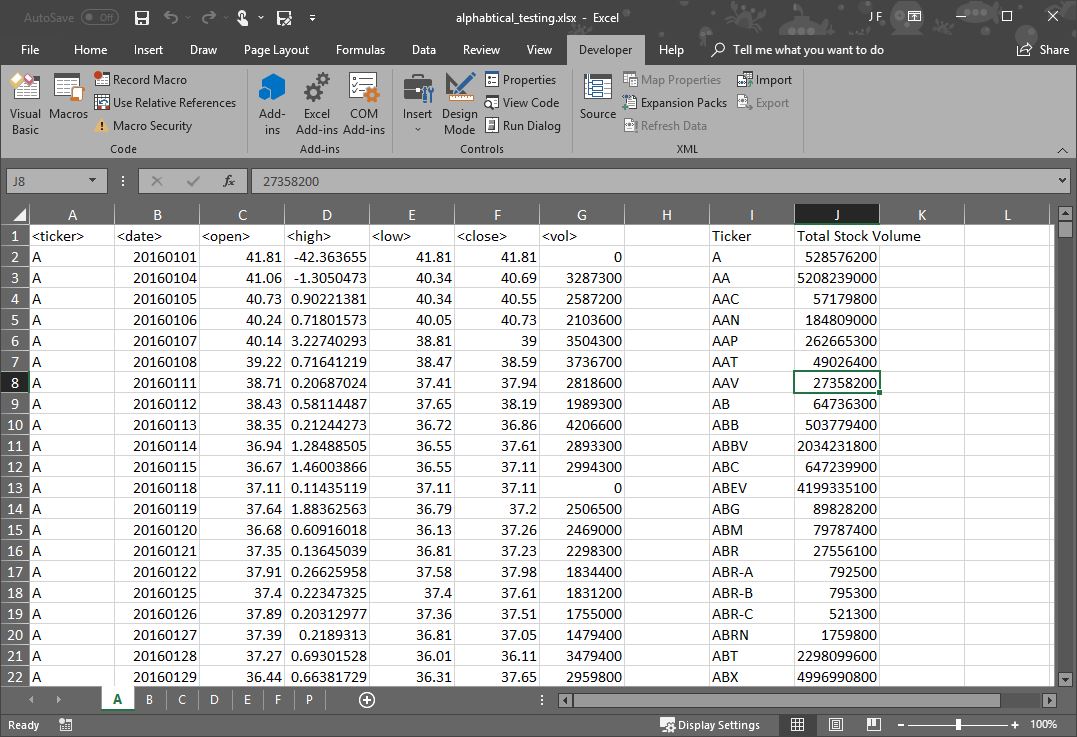 AutoSave Off alphabtical_testing.xlsx - Excel J F
File Home Insert Draw Page Layout Formulas Data Review View Developer Help Tell me what you want to do Share
Visual Basic
Macros
Record Macro
Use Relative References
Macro Security
Code
Add-ins
Excel Add-ins
COM Add-ins
Add-ins
Insert
Design Mode
Properties
View Code
Run Dialog
Controls
Source
Map Properties
Expansion Packs
Refresh Data
Import
Export
XML
J8 fx 27358200
A B C D E F G H I J K L
1 <ticker> <date> <open> <high> <low> <close> <vol> Ticker Total Stock Volume
2 A 20160101 41.81 -42.363655 41.81 41.81 0 A 528576200
3 A 20160104 41.06 -1.3050473 40.34 40.69 3287300 AA 5208239000
4 A 20160105 40.73 0.90221381 40.34 40.55 2587200 AAC 57179800
5 A 20160106 40.24 0.71801573 40.05 40.73 2103600 AAN 184809000
6 A 20160107 40.14 3.22740293 38.81 39 3504300 AAP 262665300
7 A 20160108 39.22 0.71641219 38.47 38.59 3736700 AAT 49026400
8 A 20160111 38.71 0.20687024 37.41 37.94 2818600 AAV 27358200
9 A 20160112 38.43 0.58114487 37.65 38.19 1989300 AB 64736300
10 A 20160113 38.35 0.21244273 36.72 36.86 4206600 ABB 503779400
11 A 20160114 36.94 1.28488505 36.55 37.61 2893300 ABBV 2034231800
12 A 20160115 36.67 1.46003866 36.55 37.11 2994300 ABC 647239900
13 A 20160118 37.11 0.11435119 37.11 37.11 0 ABEV 4199335100
14 A 20160119 37.64 1.88362563 36.79 37.2 2506500 ABG 89828200
15 A 20160120 36.68 0.60916018 36.13 37.26 2469000 ABM 79787400
16 A 20160121 37.35 0.13645039 36.81 37.23 2298300 ABR 27556100
17 A 20160122 37.91 0.26625958 37.58 37.98 1834400 ABR-A 792500
18 A 20160125 37.4 0.22347325 37.4 37.61 1831200 ABR-B 795300
19 A 20160126 37.89 0.20312977 37.36 37.51 1755000 ABR-C 521300
20 A 20160127 37.39 0.2189313 36.81 37.05 1479400 ABRN 1759800
21 A 20160128 37.27 0.69301528 36.01 36.11 3479400 ABT 2298099600
22 A 20160129 36.44 0.66381729 36.31 37.65 2959800 ABX 4996990800
A B C D E F P
Ready Display Settings 100%